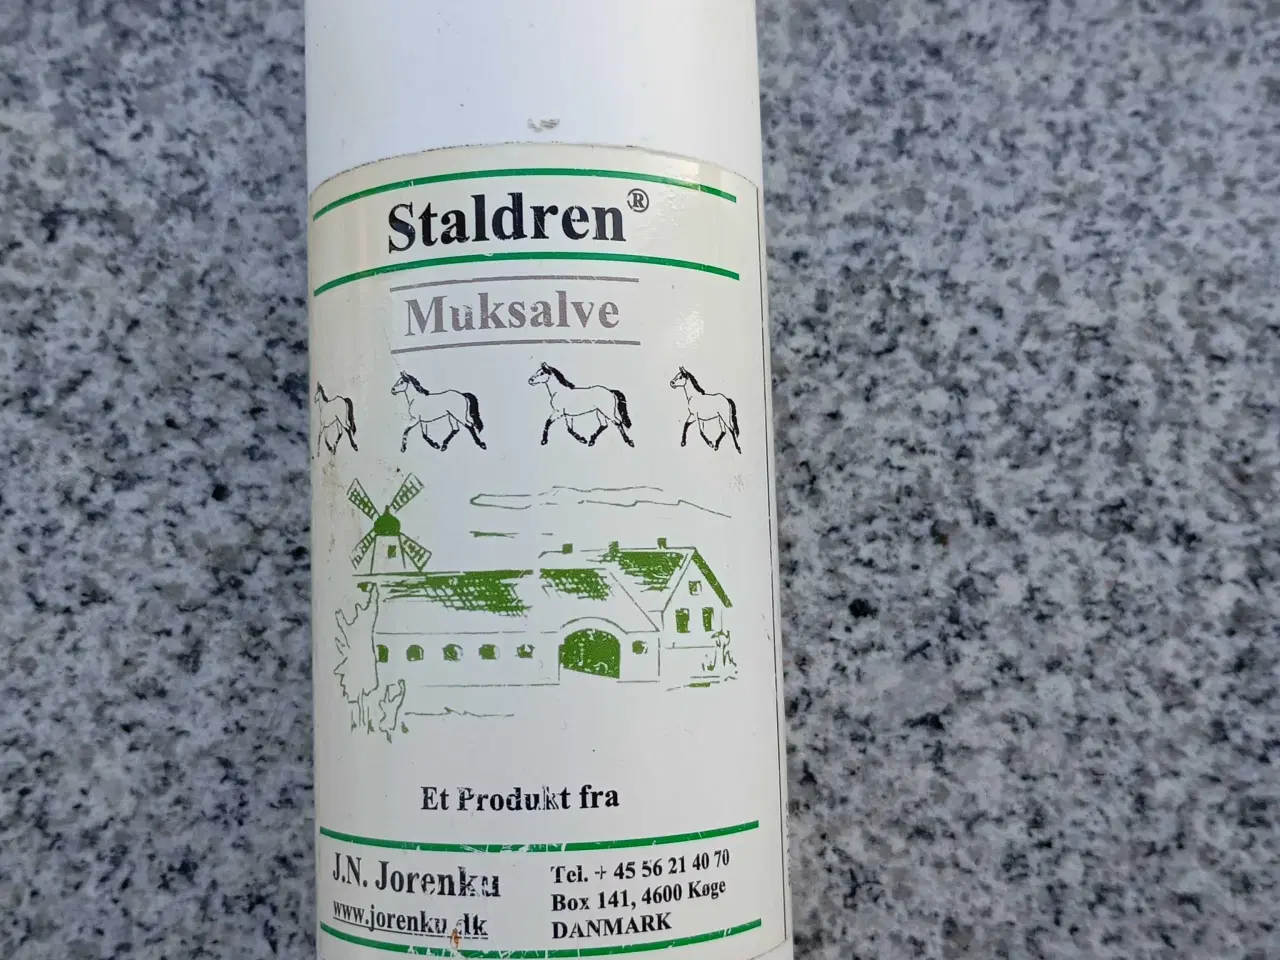 Staldren®
Muksalve
Et Produkt fra
J.N. Jorenku
www.jorenku.dk
Tel. + 45 56 21 40 70
Box 141, 4600 Køge
DANMARK